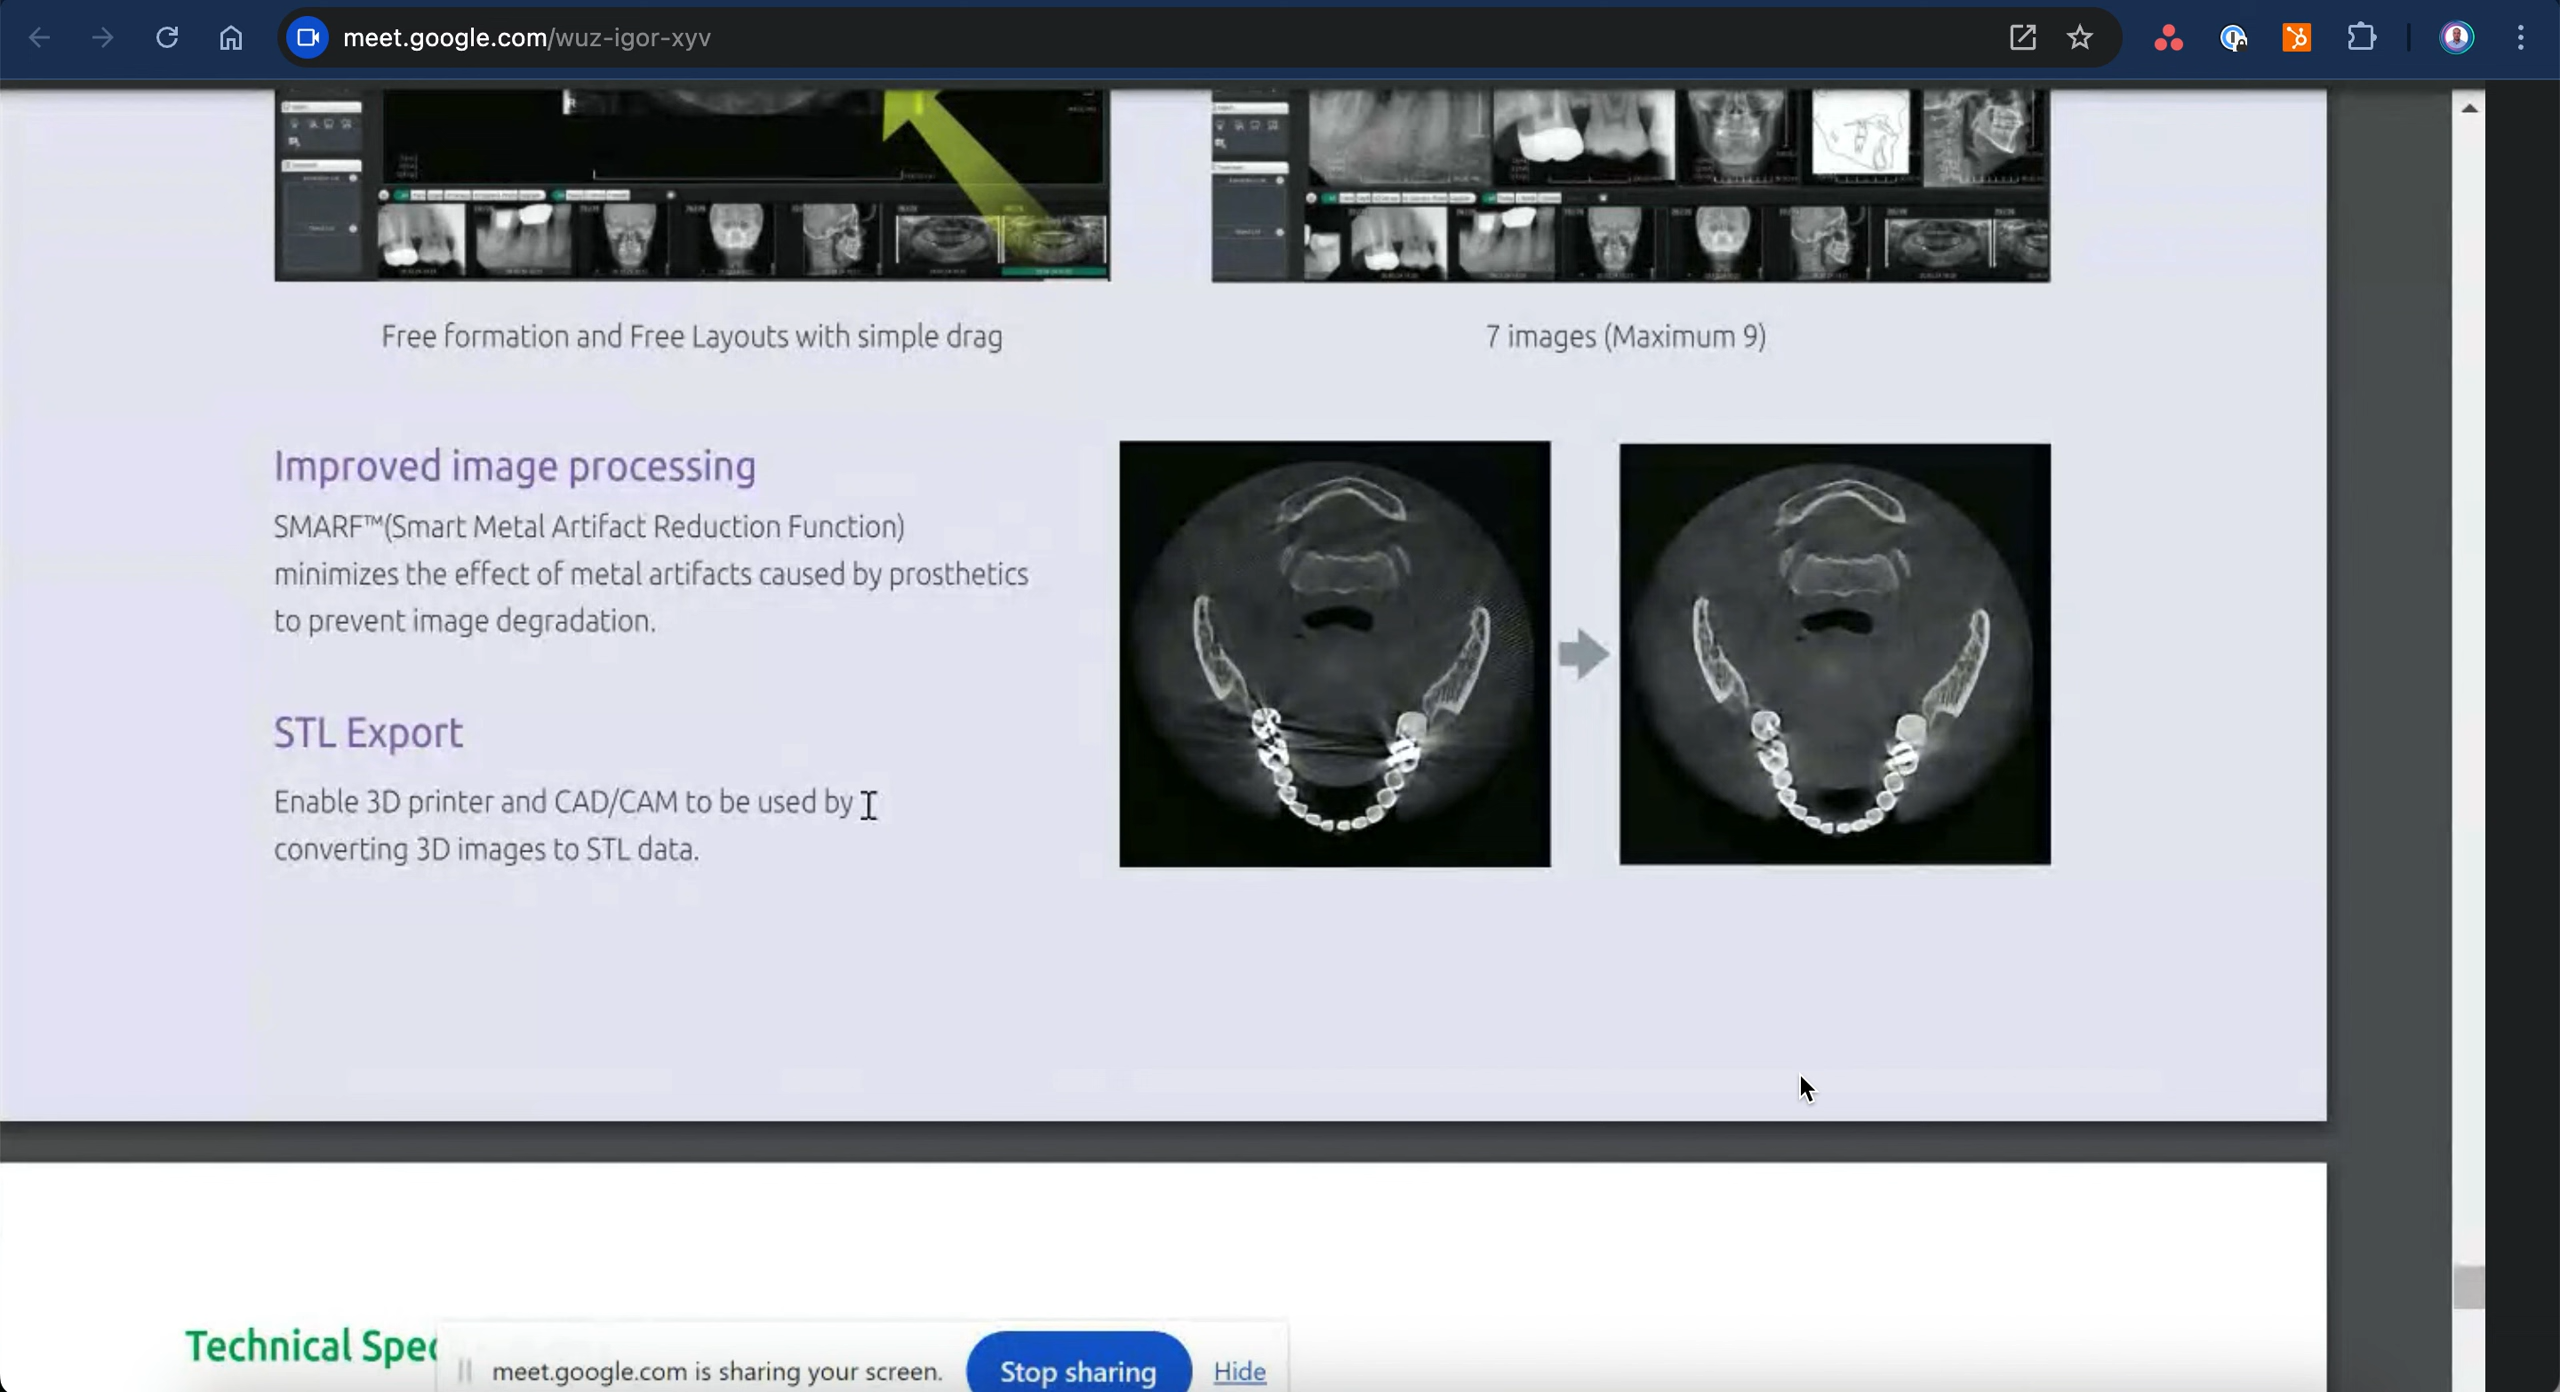 meet.google.com/wuz-igor-xyv
R
Free formation and Free Layouts with simple drag
7 images (Maximum 9)
Improved image processing
SMARF™(Smart Metal Artifact Reduction Function)
minimizes the effect of metal artifacts caused by prosthetics
to prevent image degradation.
STL Export
Enable 3D printer and CAD/CAM to be used by
converting 3D images to STL data.
Technical Spec
meet.google.com is sharing your screen.
Stop sharing
Hide